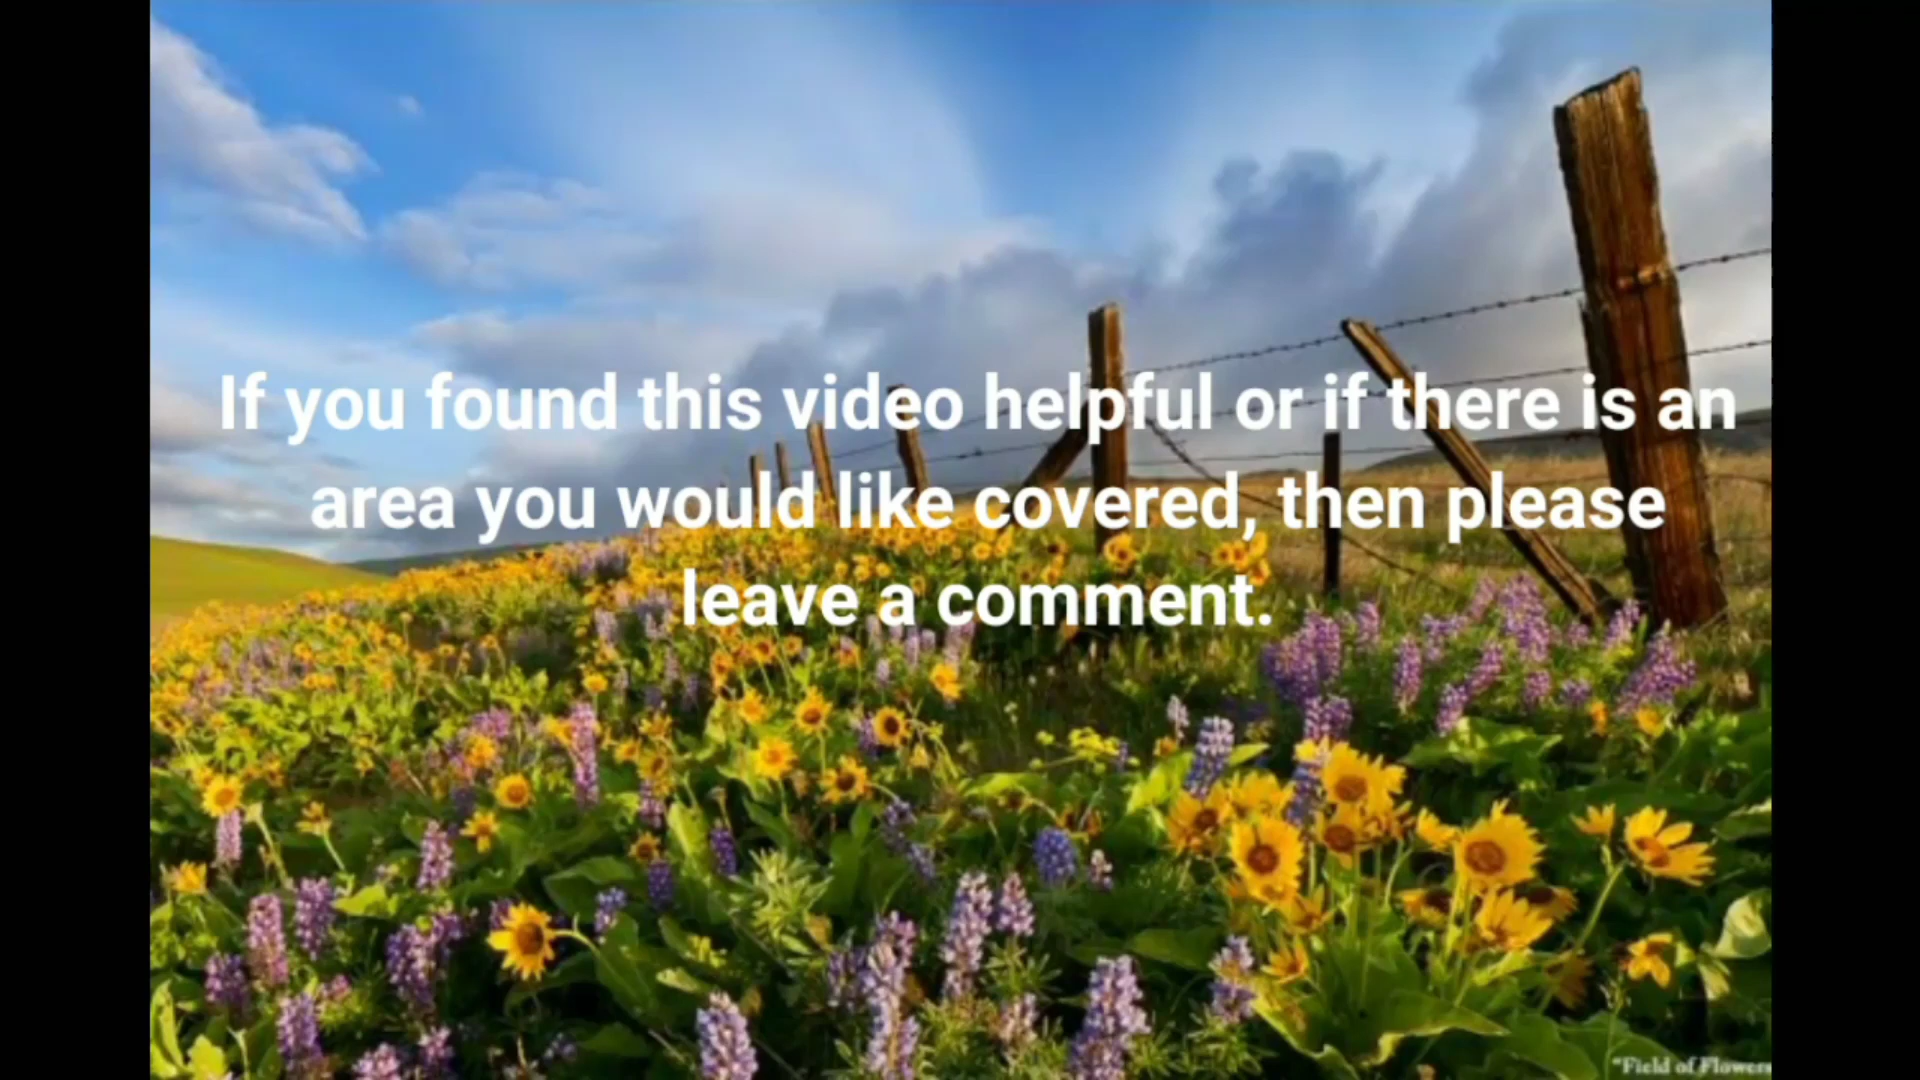 If you found this video helpful or if there is an
area you would like covered, then please
leave a comment.
"Field of Flowers